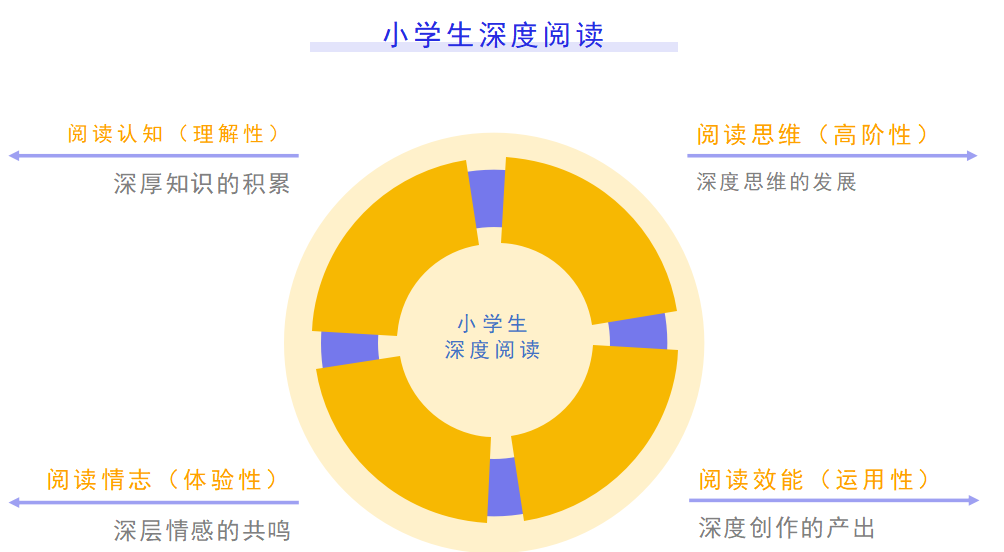 小学生深度阅读
阅读认知（理解性）
深厚知识的积累
阅读思维（高阶性）
深度思维的发展
小学生
深度阅读
阅读情志（体验性）
深层情感的共鸣
阅读效能（运用性）
深度创作的产出